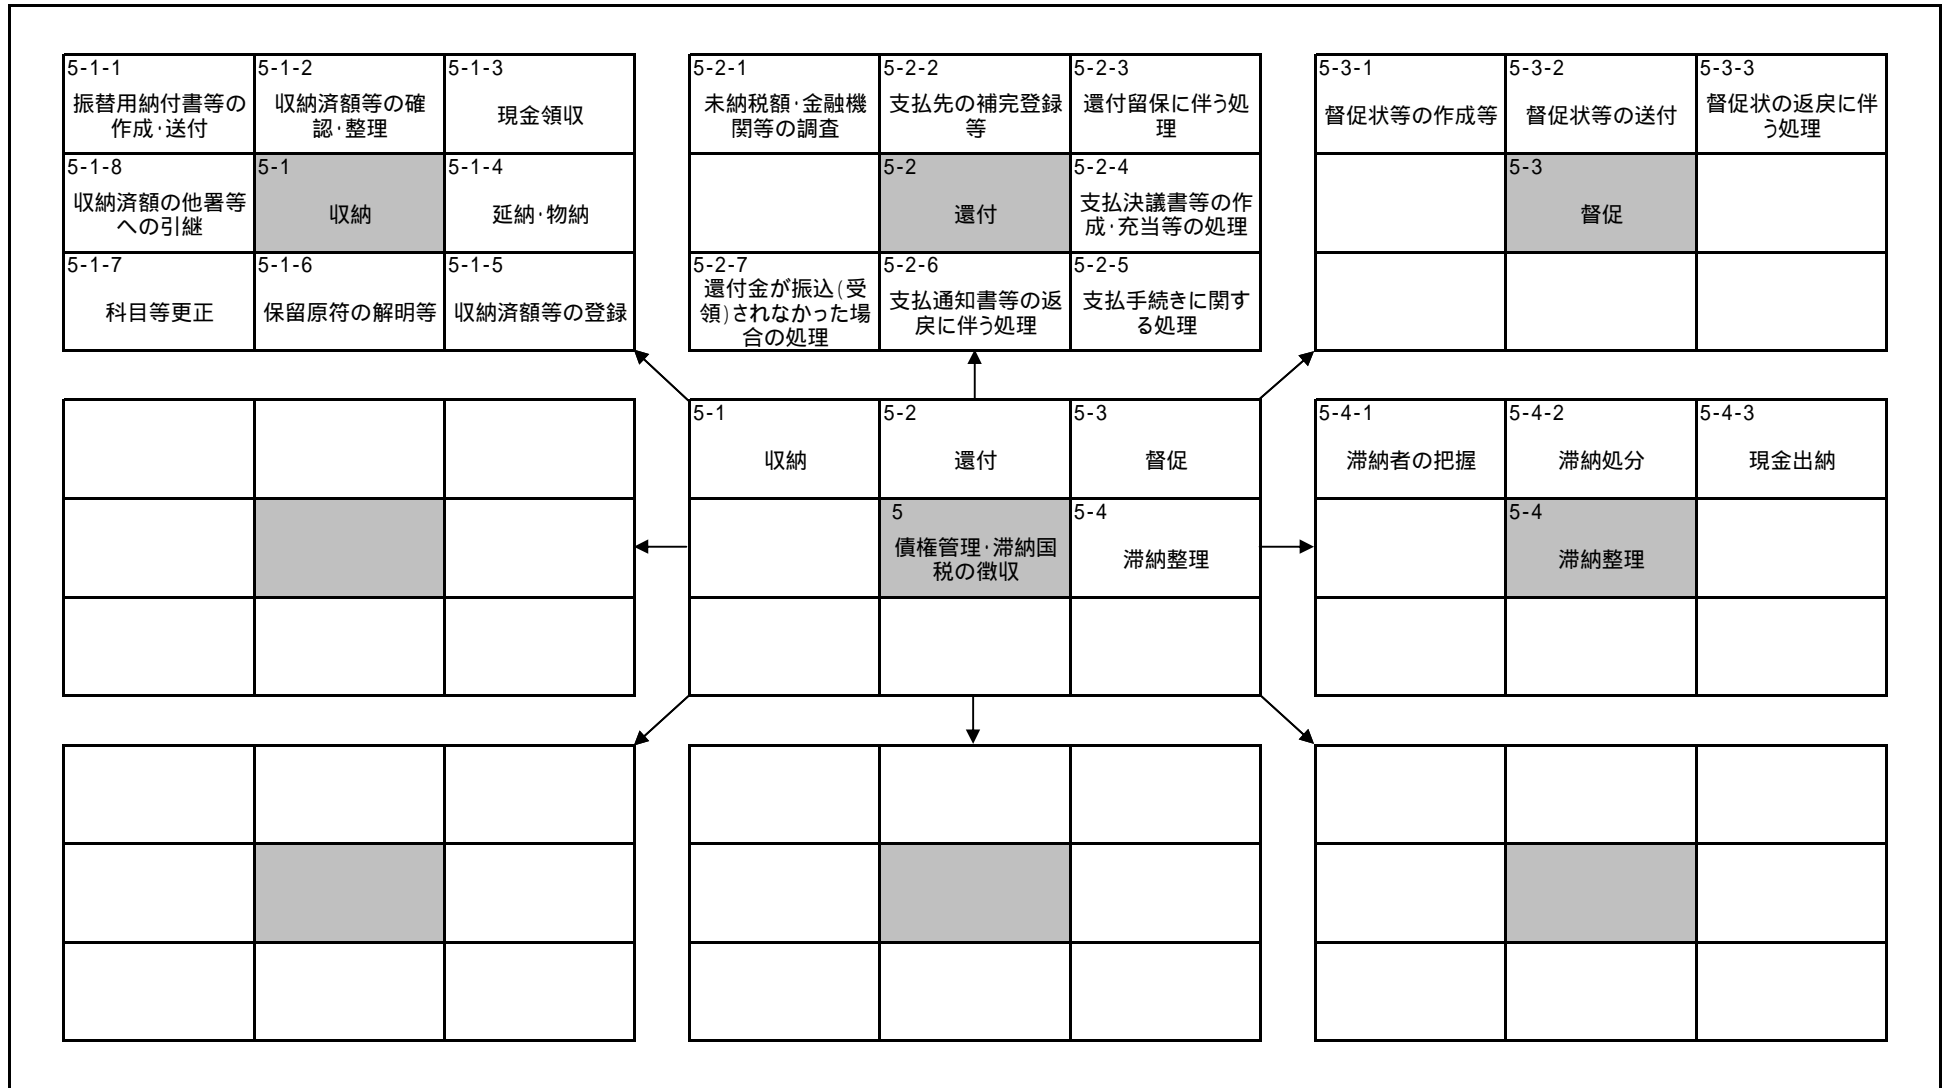 5-1-1
振替用納付書等の
作成・送付
5-1-2
収納済額等の確
認・整理
5-1-3
現金領収
5-1-8
収納済額の他署等
への引継
5-1
収納
5-1-4
延納・物納
5-1-7
科目等更正
5-1-6
保留原符の解明等
5-1-5
収納済額等の登録
5-2-1
未納税額・金融機
関等の調査
5-2-2
支払先の補完登録
等
5-2-3
還付留保に伴う処
理
5-2
還付
5-2-4
支払決議書等の作
成・充当等の処理
5-2-7
還付金が振込(受
領)されなかった場
合の処理
5-2-6
支払通知書等の返
戻に伴う処理
5-2-5
支払手続きに関す
る処理
5-3-1
督促状等の作成等
5-3-2
督促状等の送付
5-3-3
督促状の返戻に伴
う処理
5-3
督促
5-1
収納
5-2
還付
5-3
督促
5
債権管理・滞納国
税の徴収
5-4
滞納整理
5-4-1
滞納者の把握
5-4-2
滞納処分
5-4-3
現金出納
5-4
滞納整理